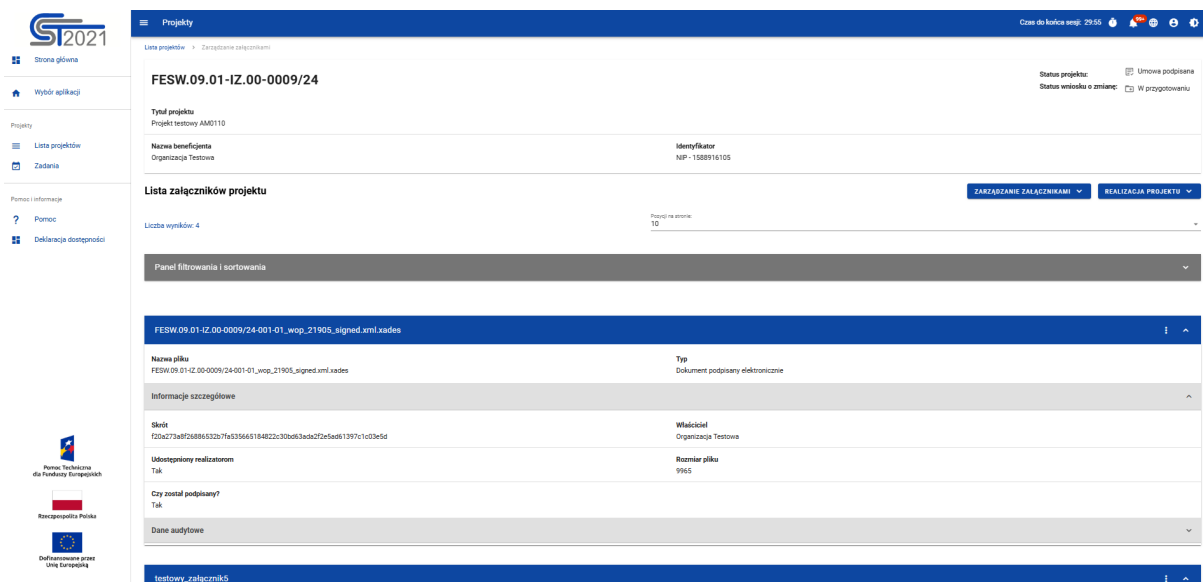 CST2021
Strona główna
Wybór aplikacji
Projekty
Lista projektów
Zadania
Pomoc i informacje
? Pomoc
Deklaracja dostępności
Pomoc Techniczna
dla Funduszy Europejskich
Rzeczpospolita Polska
Dofinansowane przez
Unię Europejską
Projekty
Czas do końca sesji: 29:55
99+
Lista projektów > Zarządzanie załącznikami
FESW.09.01-IZ.00-0009/24
Status projektu: Umowa podpisana
Status wniosku o zmianę: W przygotowaniu
Tytuł projektu
Projekt testowy AM0110
Nazwa beneficjenta
Organizacja Testowa
Identyfikator
NIP - 1588916105
Lista załączników projektu
ZARZĄDZANIE ZAŁĄCZNIKAMI
REALIZACJA PROJEKTU
Liczba wyników: 4
Pozycji na stronie:
10
Panel filtrowania i sortowania
FESW.09.01-IZ.00-0009/24-001-01_wop_21905_signed.xml.xades
Nazwa pliku
FESW.09.01-IZ.00-0009/24-001-01_wop_21905_signed.xml.xades
Typ
Dokument podpisany elektronicznie
Informacje szczegółowe
Skrót
f20a273a8f26886532b7fa535665184822c30bd63ada2f2e5ad61397c1c03e5d
Właściciel
Organizacja Testowa
Udostępniony realizatorom
Tak
Rozmiar pliku
9965
Czy został podpisany?
Tak
Dane audytowe
testowy_załącznik5